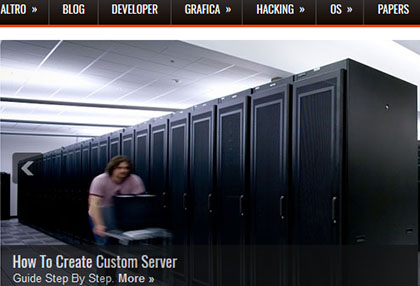 ALTRO » BLOG DEVELOPER GRAFICA » HACKING » OS » PAPERS
How To Create Custom Server
Guide Step By Step. More »